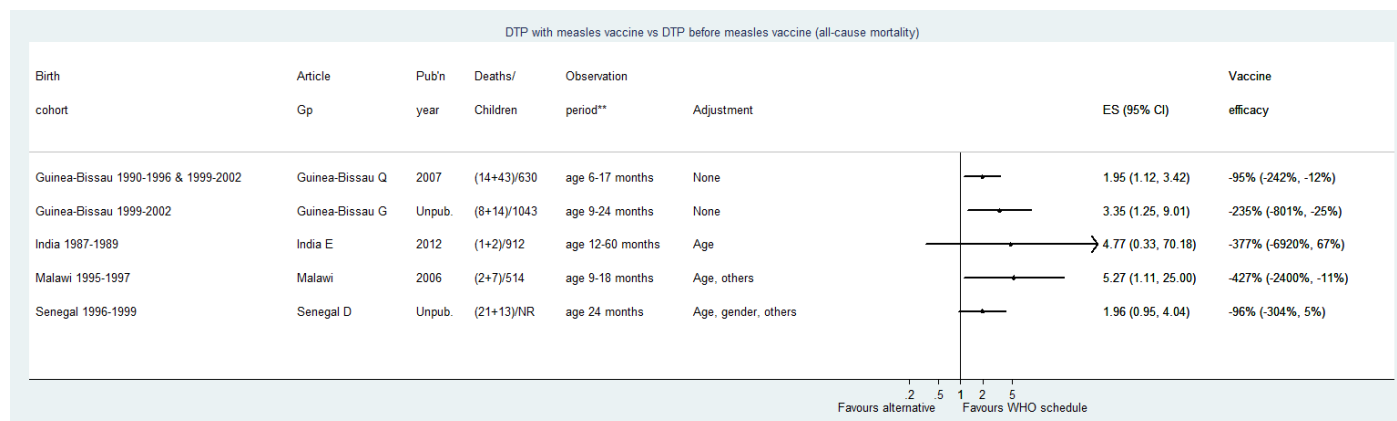 DTP with measles vaccine vs DTP before measles vaccine (all-cause mortality)
Birth Article Pub'n Deaths/ Observation Vaccine
cohort Gp year Children period** Adjustment ES (95% CI) efficacy
Guinea-Bissau 1990-1996 & 1999-2002 Guinea-Bissau Q 2007 (14+43)/630 age 6-17 months None 1.95 (1.12, 3.42) -95% (-242%, -12%)
Guinea-Bissau 1999-2002 Guinea-Bissau G Unpub. (8+14)/1043 age 9-24 months None 3.35 (1.25, 9.01) -235% (-801%, -25%)
India 1987-1989 India E 2012 (1+2)/912 age 12-60 months Age 4.77 (0.33, 70.18) -377% (-6920%, 67%)
Malawi 1995-1997 Malawi 2006 (2+7)/514 age 9-18 months Age, others 5.27 (1.11, 25.00) -427% (-2400%, -11%)
Senegal 1996-1999 Senegal D Unpub. (21+13)/NR age 24 months Age, gender, others 1.96 (0.95, 4.04) -96% (-304%, 5%)
.2 .5 1 2 5
Favours alternative Favours WHO schedule